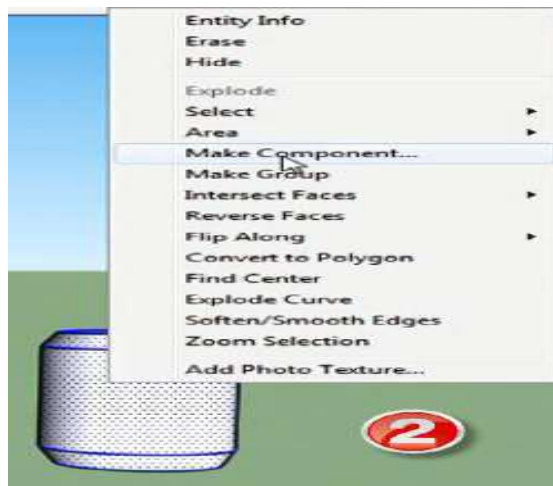 Entity Info
Erase
Hide
Explode
Select
Area
Make Component...
Make Group
Intersect Faces
Reverse Faces
Flip Along
Convert to Polygon
Find Center
Explode Curve
Soften/Smooth Edges
Zoom Selection
Add Photo Texture...
2